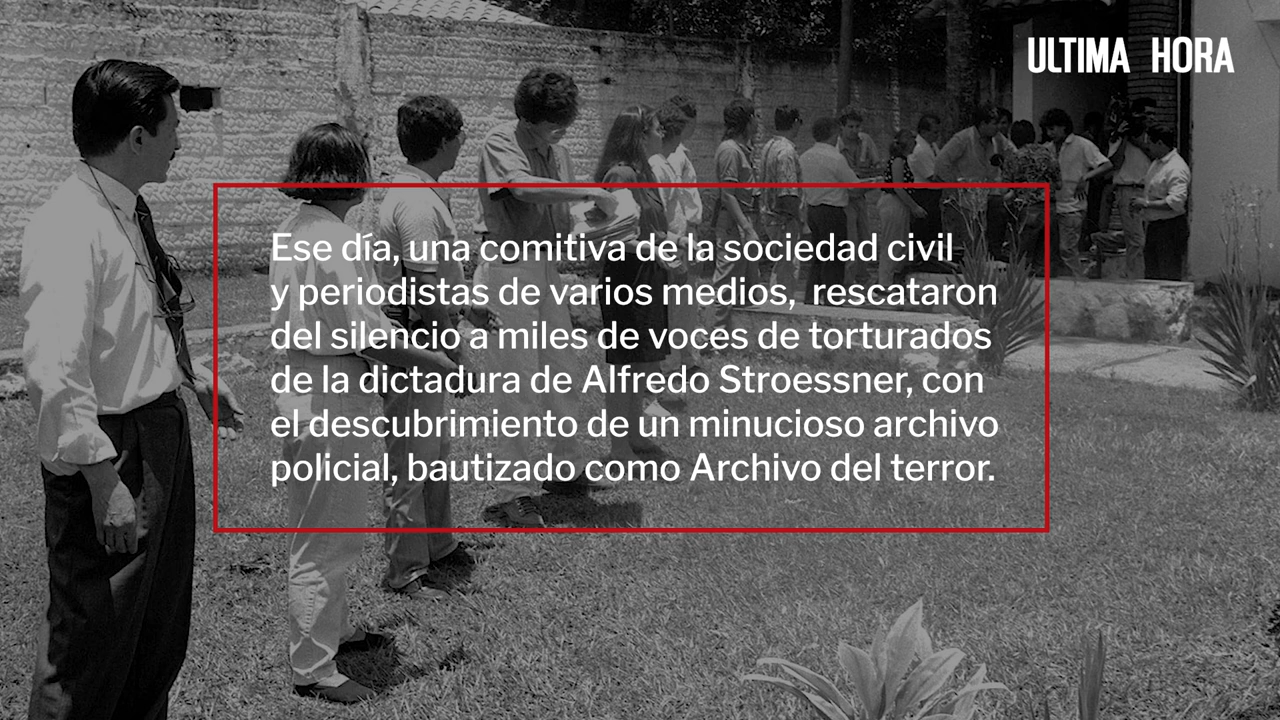 ULTIMA HORA
Ese día, una comitiva de la sociedad civil
y periodistas de varios medios, rescataron
del silencio a miles de voces de torturados
de la dictadura de Alfredo Stroessner, con
el descubrimiento de un minucioso archivo
policial, bautizado como Archivo del terror.